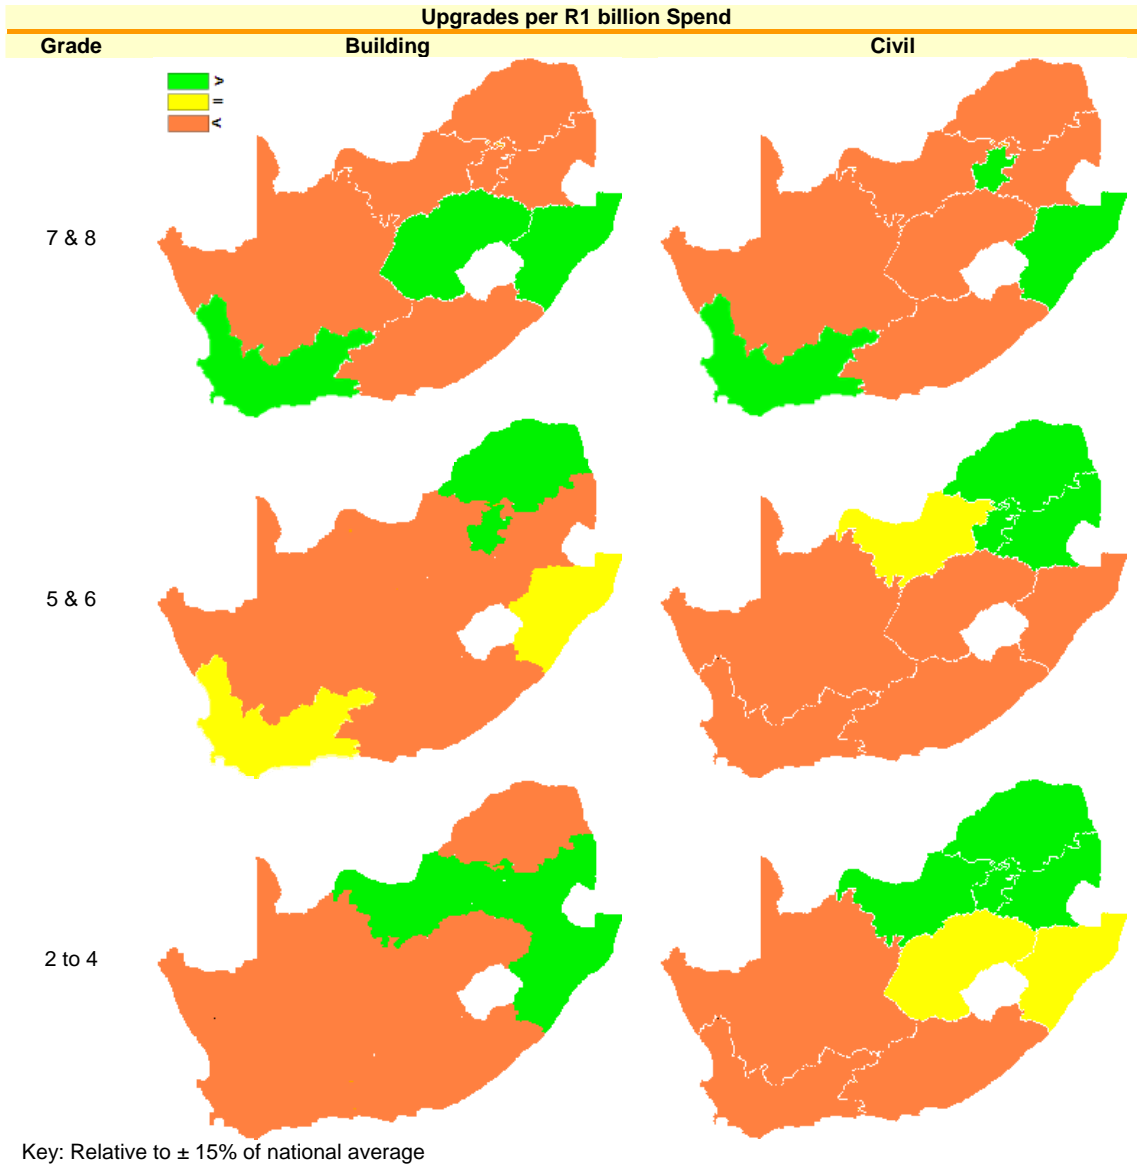 Upgrades per R1 billion Spend
Grade Building Civil
>
=
<
7 & 8
5 & 6
2 to 4
Key: Relative to ± 15% of national average